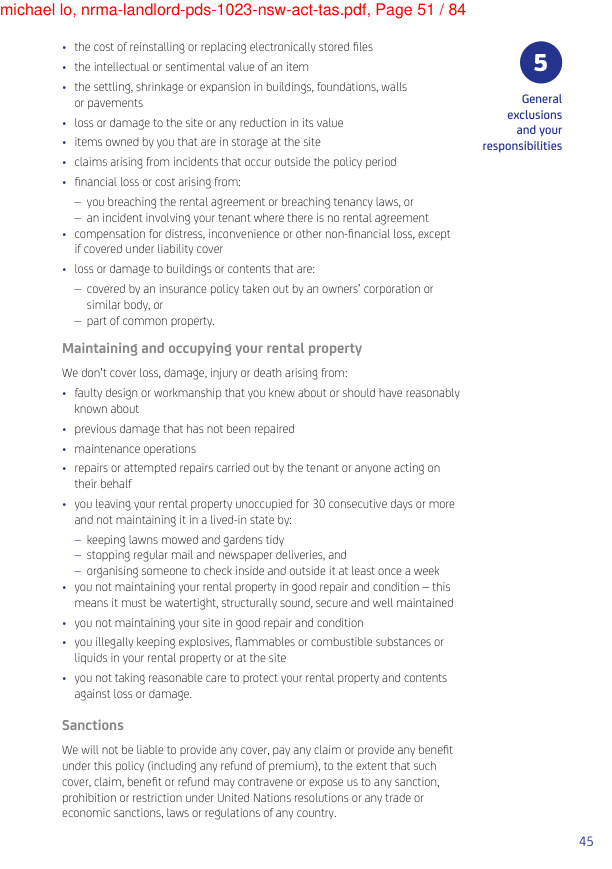 michael lo, nrma-landlord-pds-1023-nsw-act-tas.pdf, Page 51 / 84
• the cost of reinstalling or replacing electronically stored files
• the intellectual or sentimental value of an item
• the settling, shrinkage or expansion in buildings, foundations, walls
or pavements
• loss or damage to the site or any reduction in its value
• items owned by you that are in storage at the site
• claims arising from incidents that occur outside the policy period
• financial loss or cost arising from:
– you breaching the rental agreement or breaching tenancy laws, or
– an incident involving your tenant where there is no rental agreement
• compensation for distress, inconvenience or other non-financial loss, except
if covered under liability cover
• loss or damage to buildings or contents that are:
– covered by an insurance policy taken out by an owners' corporation or
similar body, or
– part of common property.
5
General
exclusions
and your
responsibilities
Maintaining and occupying your rental property
We don't cover loss, damage, injury or death arising from:
• faulty design or workmanship that you knew about or should have reasonably
known about
• previous damage that has not been repaired
• maintenance operations
• repairs or attempted repairs carried out by the tenant or anyone acting on
their behalf
• you leaving your rental property unoccupied for 30 consecutive days or more
and not maintaining it in a lived-in state by:
– keeping lawns mowed and gardens tidy
– stopping regular mail and newspaper deliveries, and
– organising someone to check inside and outside it at least once a week
• you not maintaining your rental property in good repair and condition – this
means it must be watertight, structurally sound, secure and well maintained
• you not maintaining your site in good repair and condition
• you illegally keeping explosives, flammables or combustible substances or
liquids in your rental property or at the site
• you not taking reasonable care to protect your rental property and contents
against loss or damage.
Sanctions
We will not be liable to provide any cover, pay any claim or provide any benefit
under this policy (including any refund of premium), to the extent that such
cover, claim, benefit or refund may contravene or expose us to any sanction,
prohibition or restriction under United Nations resolutions or any trade or
economic sanctions, laws or regulations of any country.
45